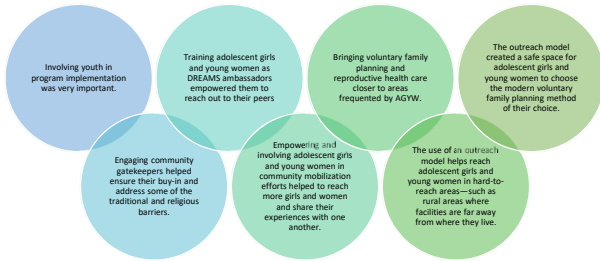 Involving youth in
program implementation
was very important.
Training adolescent girls
and young women as
DREAMS ambassadors
empowered them to
reach out to their peers
Bringing voluntary family
planning and
reproductive health care
closer to areas
frequented by AGYW.
The outreach model
created a safe space for
adolescent girls and
young women to choose
the modern voluntary
family planning method
of their choice.
Engaging community
gatekeepers helped
ensure their buy-in and
address some of the
traditional and religious
barriers.
Empowering and
involving adolescent girls
and young women in
community mobilization
efforts helped to reach
more girls and women
and share their
experiences with one
another.
The use of an outreach
model helps reach
adolescent girls and
young women in hard-to-
reach areas—such as
rural areas where
facilities are far away
from where they live.